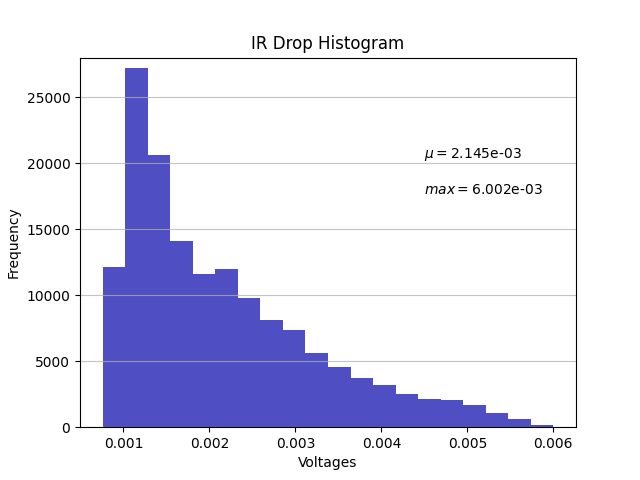 IR Drop Histogram
25000
20000
15000
10000
5000
0
Frequency
μ = 2.145e-03
max = 6.002e-03
0.001 0.002 0.003 0.004 0.005 0.006
Voltages